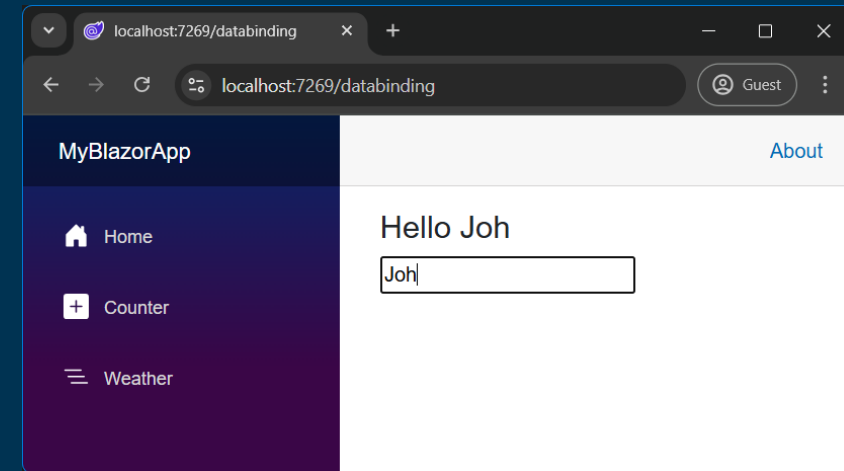 localhost:7269/databinding
localhost:7269/databinding
Guest
MyBlazorApp
About
Home
Counter
Weather
Hello Joh
Joh